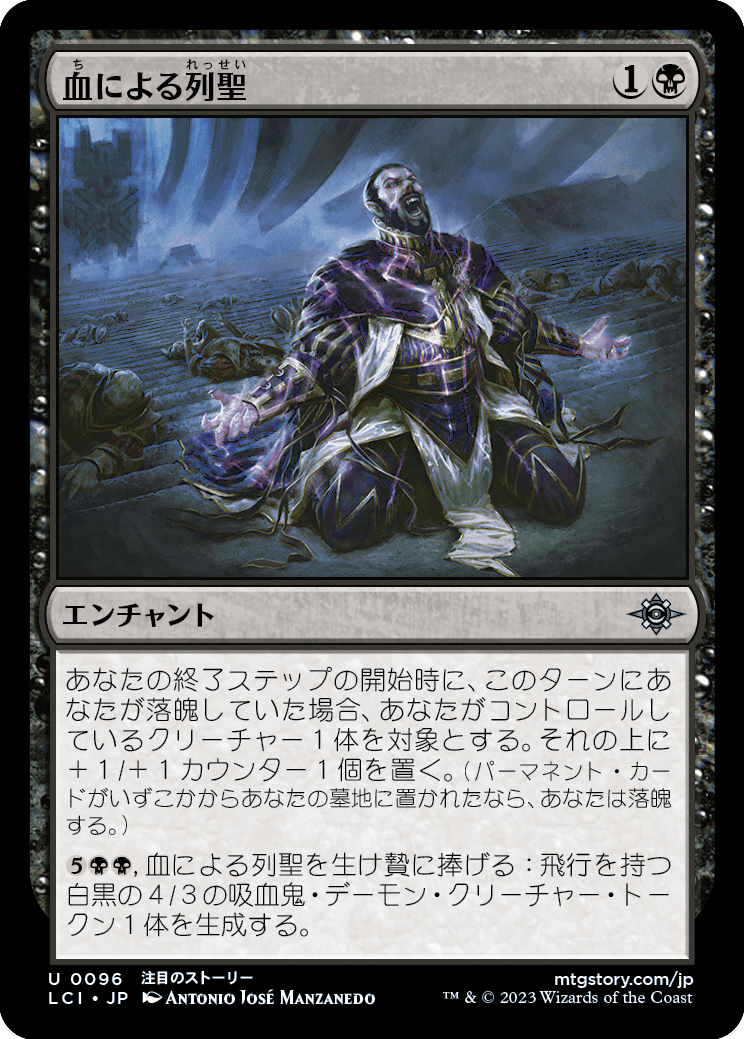 血による列聖
ち れっせい
1
エンチャント
あなたの終了ステップの開始時に、このターンにあ
なたが落魄していた場合、あなたがコントロールし
ているクリーチャー1体を対象とする。それの上に
+1/+1カウンター1個を置く。(パーマネント・カー
ドがいずこかからあなたの墓地に置かれたなら、あなたは落魄
する。)
5, 血による列聖を生け贄に捧げる:飛行を持つ
白黒の4/3の吸血鬼・デーモン・クリーチャー・トー
クン1体を生成する。
U 0096 注目のストーリー
mtgstory.com/jp
LCI • JP ANTONIO JOSÉ MANZANEDO
™ & © 2023 Wizards of the Coast